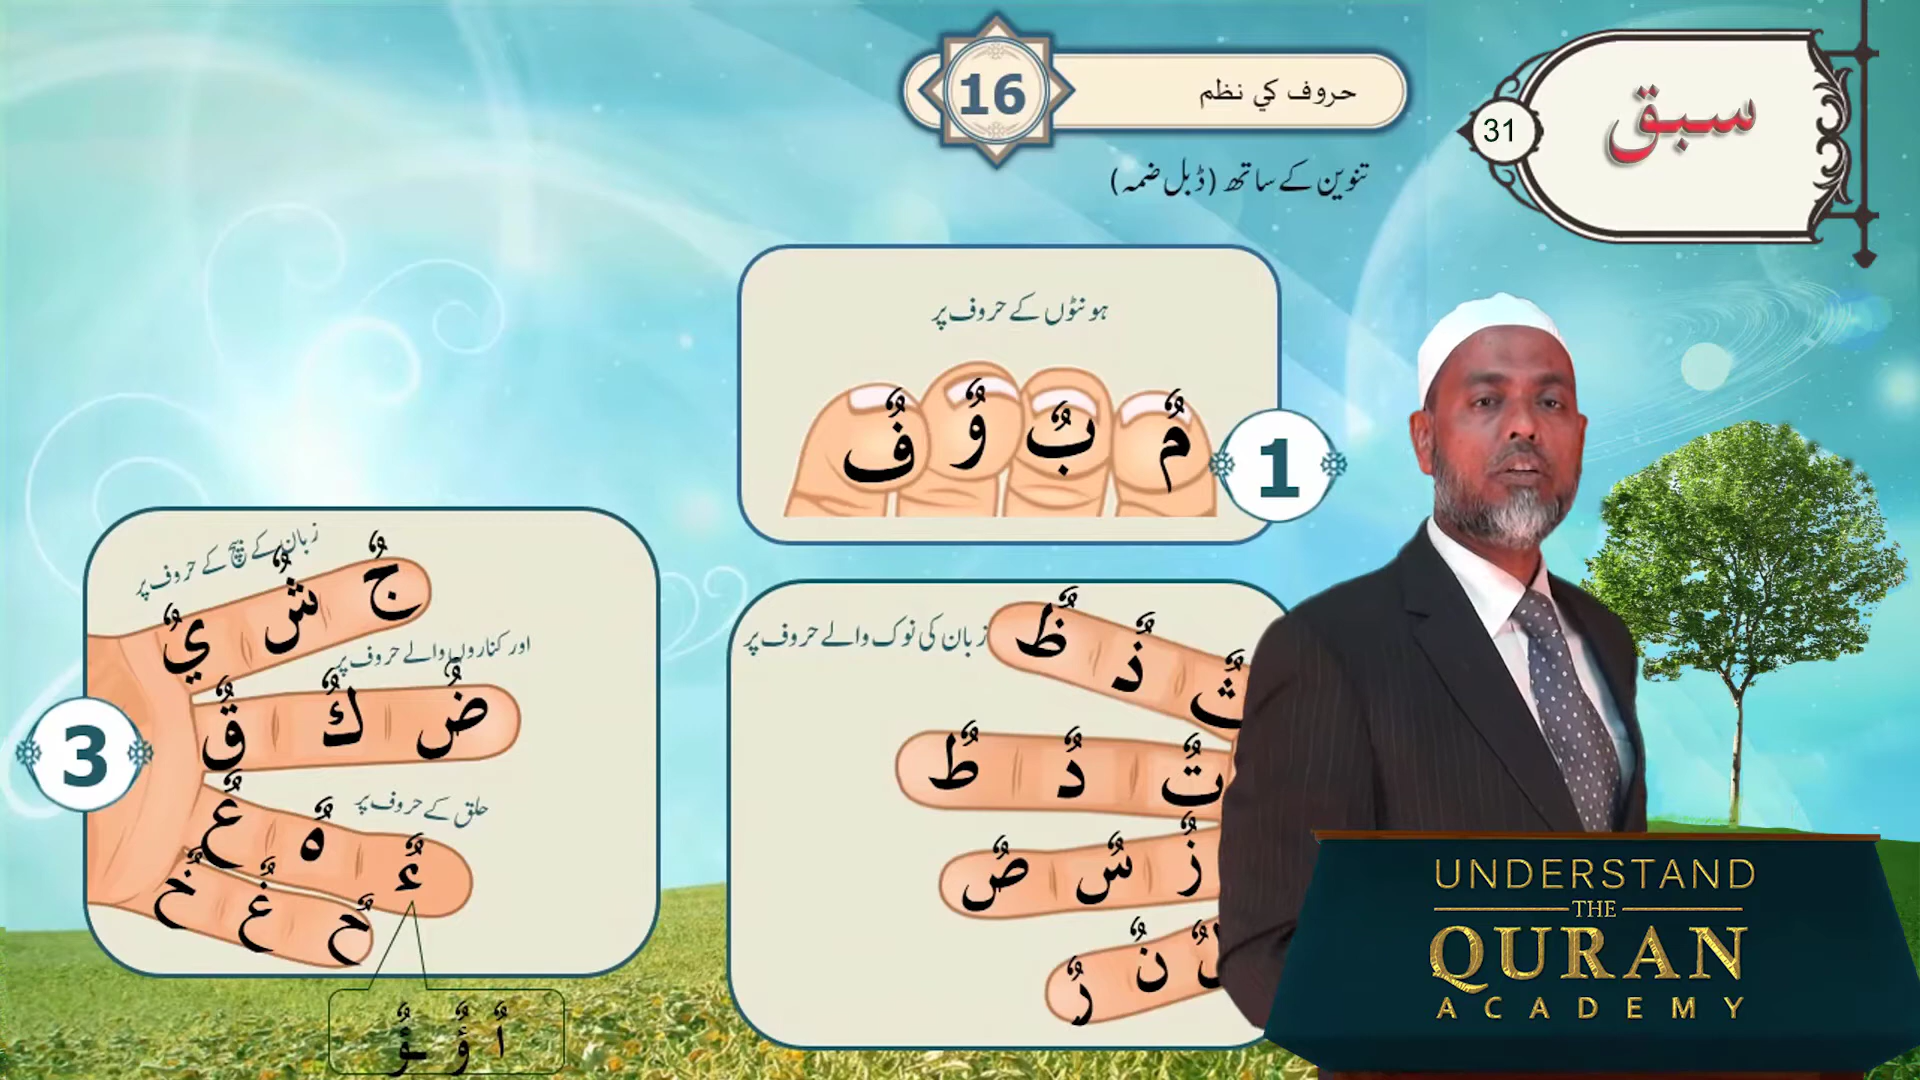 سبق
31
16
حروف كي نظم
تنوین کے ساتھ (ڈبل ضمہ)
ہونٹوں کے حروف پر
مٌ بٌ وٌ فٌ
1
زبان کی نوک والے حروف پر
ثٌ ذٌ ظٌ
تٌ دٌ طٌ
زٌ سٌ صٌ
نٌ رٌ
زبان کے بیچ کے حروف پر
جٌ شٌ يٌ
اور کناروں والے حروف پر
ضٌ كٌ قٌ
حلق کے حروف پر
ءٌ هٌ عٌ
حٌ غٌ خٌ
3
اٌ ؤٌ ـؤٌ
UNDERSTAND
THE
QURAN
ACADEMY